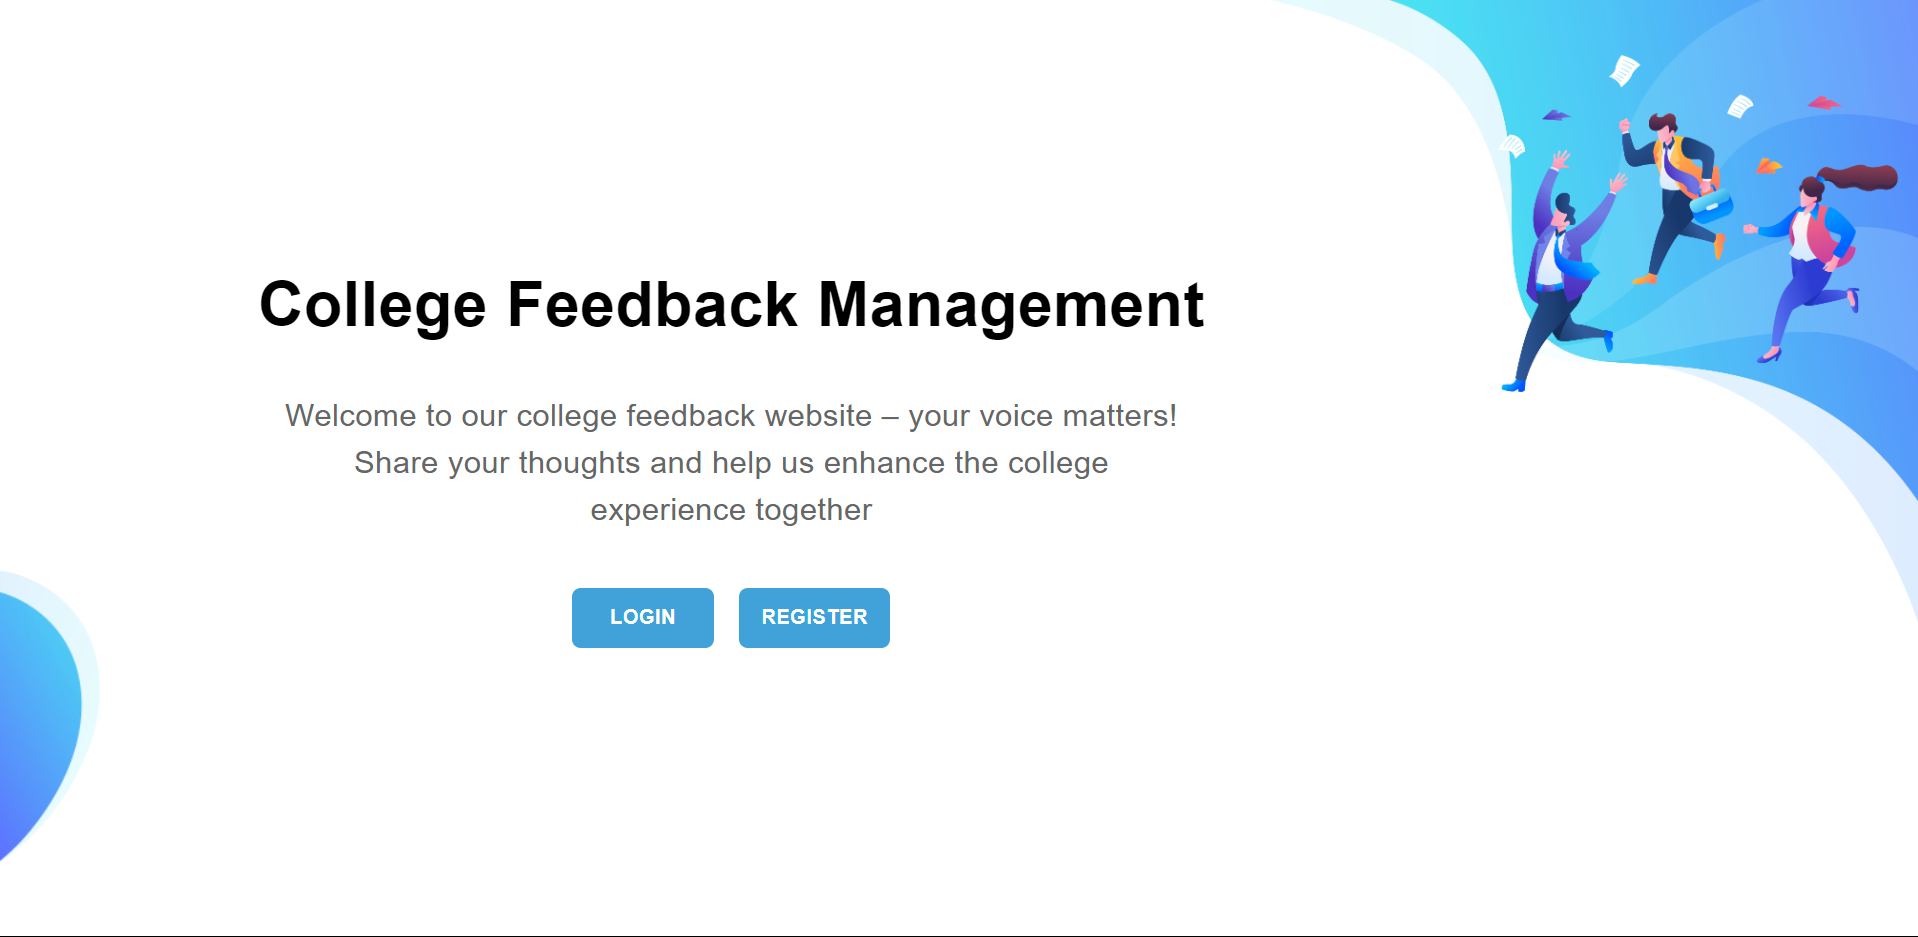 College Feedback Management
Welcome to our college feedback website – your voice matters!
Share your thoughts and help us enhance the college
experience together
LOGIN
REGISTER